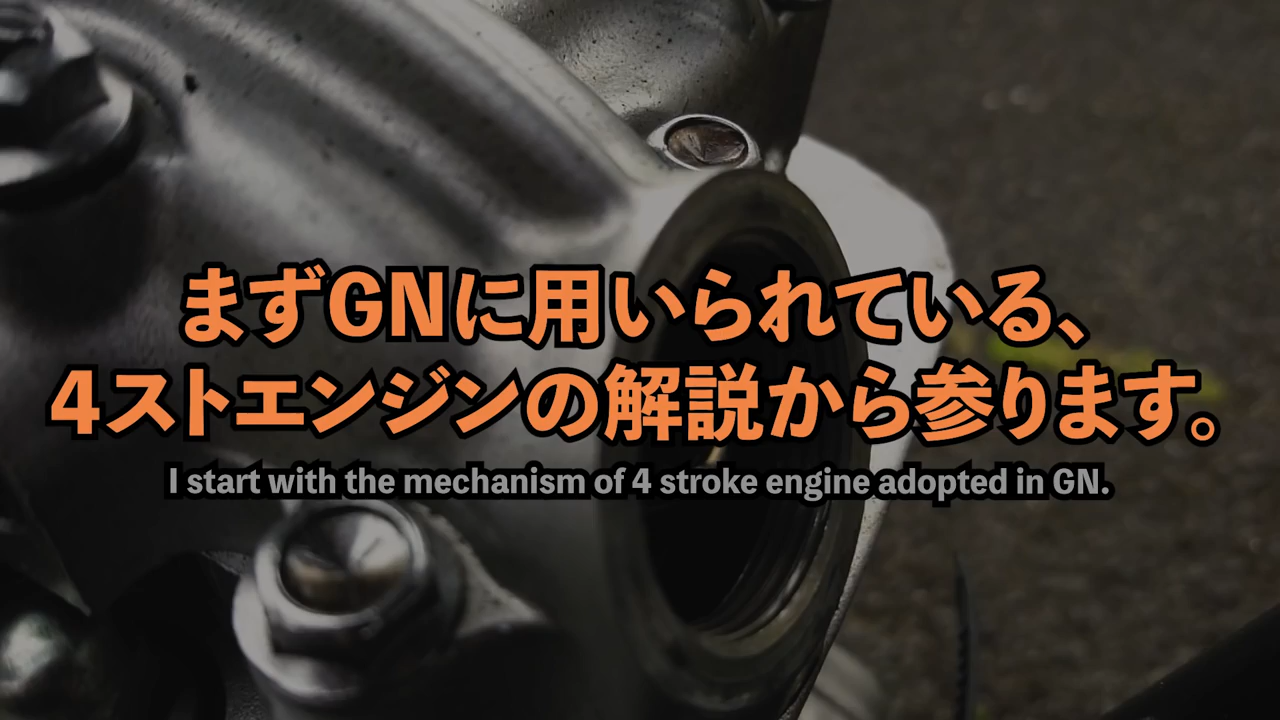 まずGNに用いられている、
4ストエンジンの解説から参ります。
I start with the mechanism of 4 stroke engine adopted in GN.